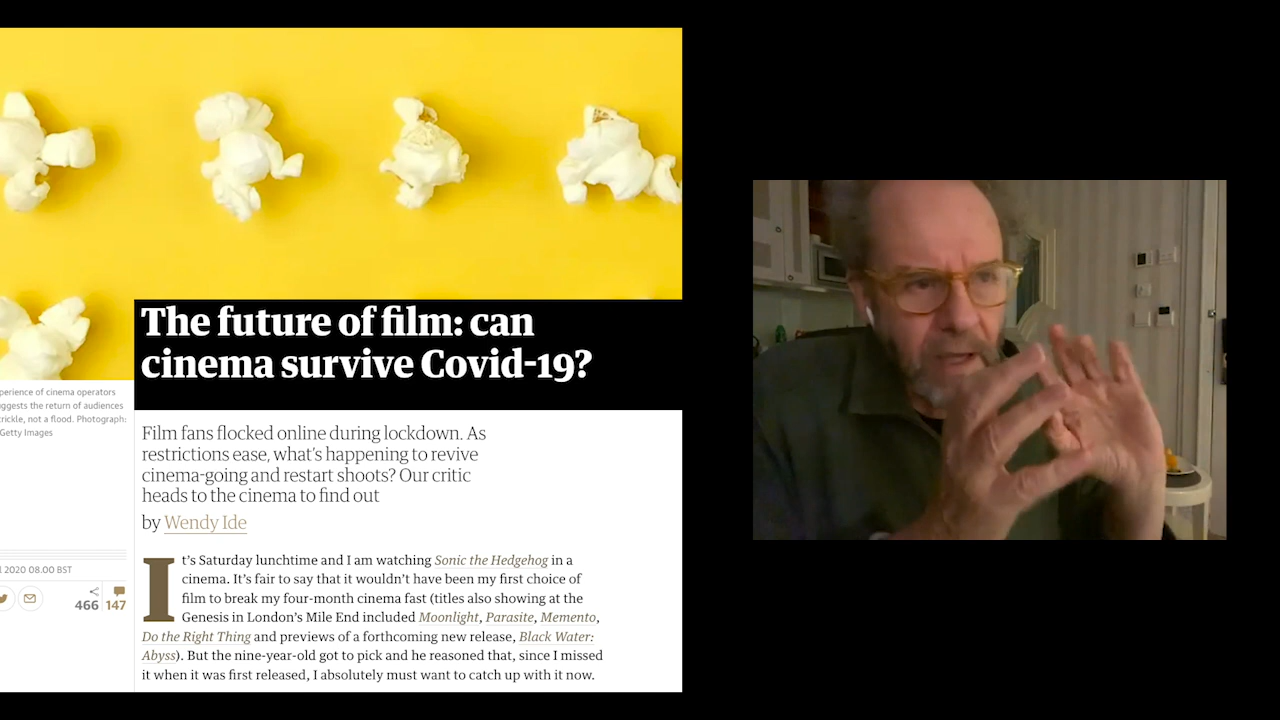 The future of film: can
cinema survive Covid-19?
perience of cinema operators
ggests the return of audiences
trickle, not a flood. Photograph:
Getty Images
Film fans flocked online during lockdown. As
restrictions ease, what's happening to revive
cinema-going and restart shoots? Our critic
heads to the cinema to find out
by Wendy Ide
2020 08.00 BST
466 147
It's Saturday lunchtime and I am watching Sonic the Hedgehog in a
cinema. It's fair to say that it wouldn't have been my first choice of
film to break my four-month cinema fast (titles also showing at the
Genesis in London's Mile End included Moonlight, Parasite, Memento,
Do the Right Thing and previews of a forthcoming new release, Black Water:
Abyss). But the nine-year-old got to pick and he reasoned that, since I missed
it when it was first released, I absolutely must want to catch up with it now.